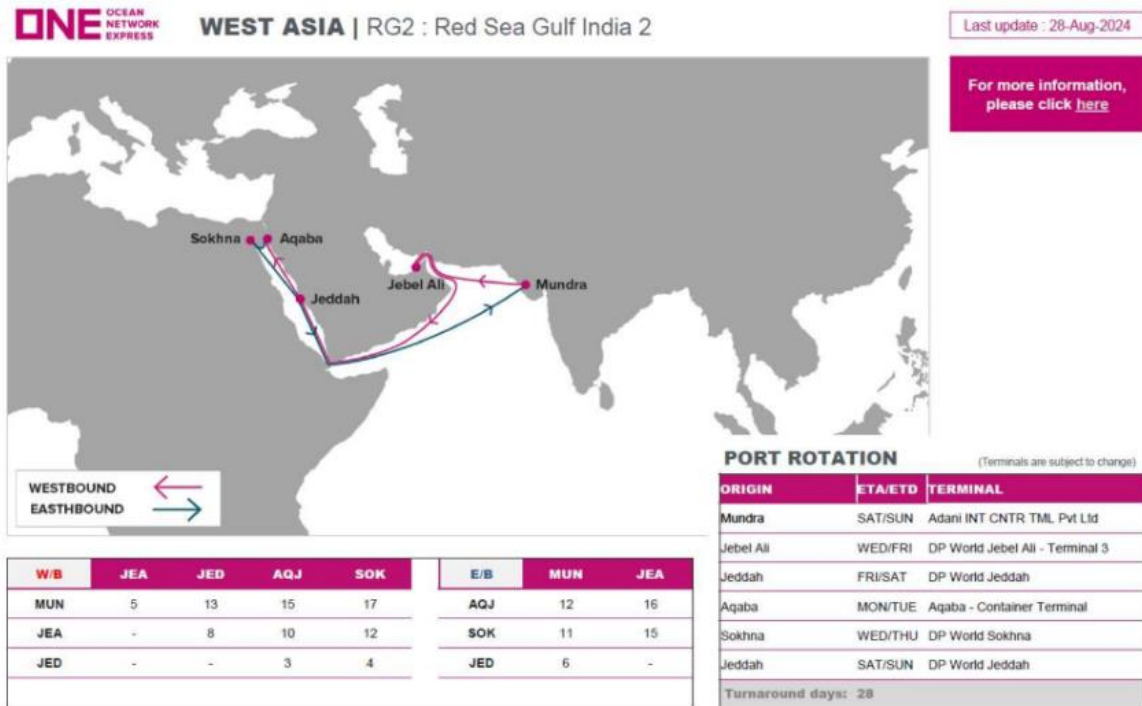 ONE OCEAN
NETWORK
EXPRESS
WEST ASIA | RG2 : Red Sea Gulf India 2
Last update : 28-Aug-2024
For more information,
please click here
Sokhna
Aqaba
Jeddah
Jebel Ali
Mundra
WESTBOUND
EASTHBOUND
W/B JEA JED AQJ SOK
MUN 5 13 15 17
JEA - 8 10 12
JED - - 3 4
E/B MUN JEA
AQJ 12 16
SOK 11 15
JED 6 -
PORT ROTATION (Terminals are subject to change)
ORIGIN ETA/ETD TERMINAL
Mundra SAT/SUN Adani INT CNTR TML Pvt Ltd
Jebel Ali WED/FRI DP World Jebel Ali - Terminal 3
Jeddah FRI/SAT DP World Jeddah
Aqaba MON/TUE Aqaba - Container Terminal
Sokhna WED/THU DP World Sokhna
Jeddah SAT/SUN DP World Jeddah
Turnaround days: 28